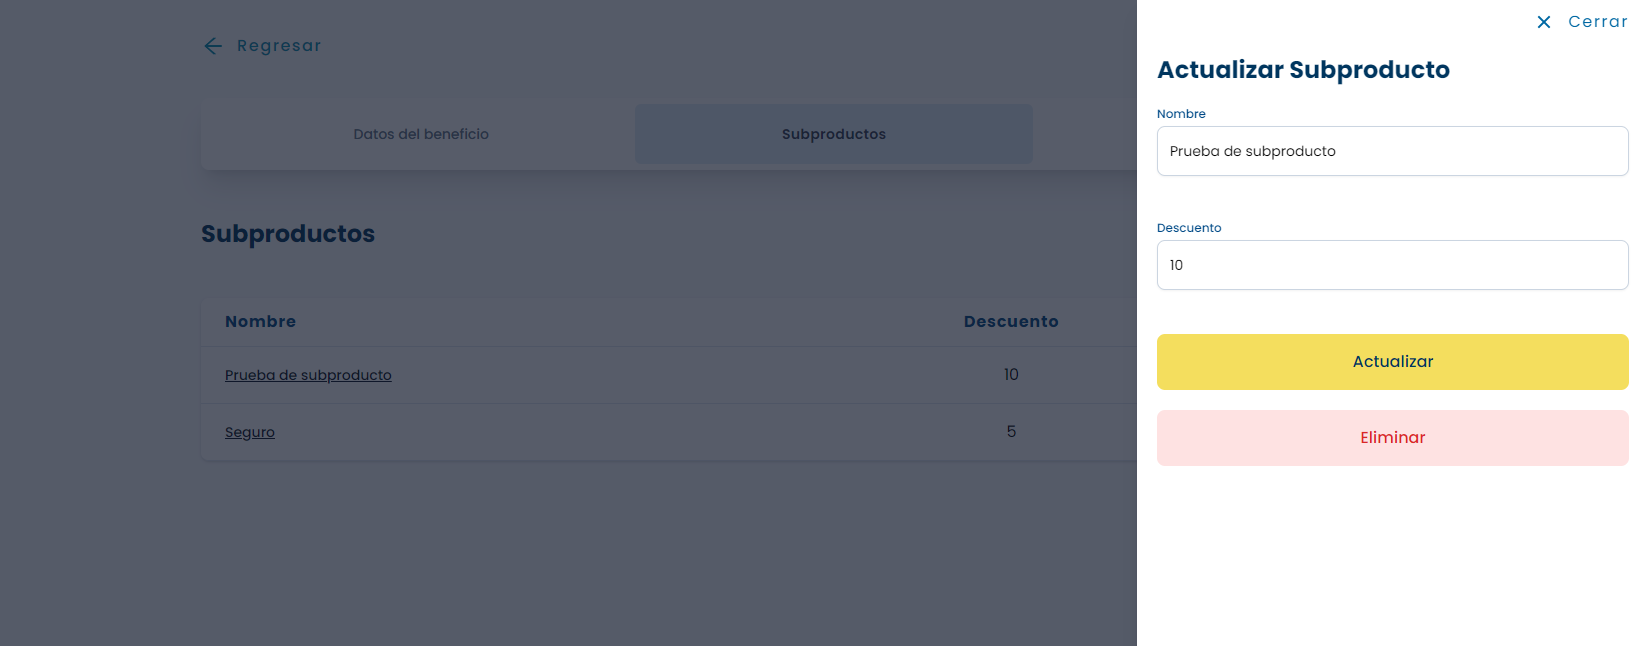 Regresar
Datos del beneficio
Subproductos
Subproductos
Nombre Descuento
Prueba de subproducto 10
Seguro 5
Cerrar
Actualizar Subproducto
Nombre
Prueba de subproducto
Descuento
10
Actualizar
Eliminar